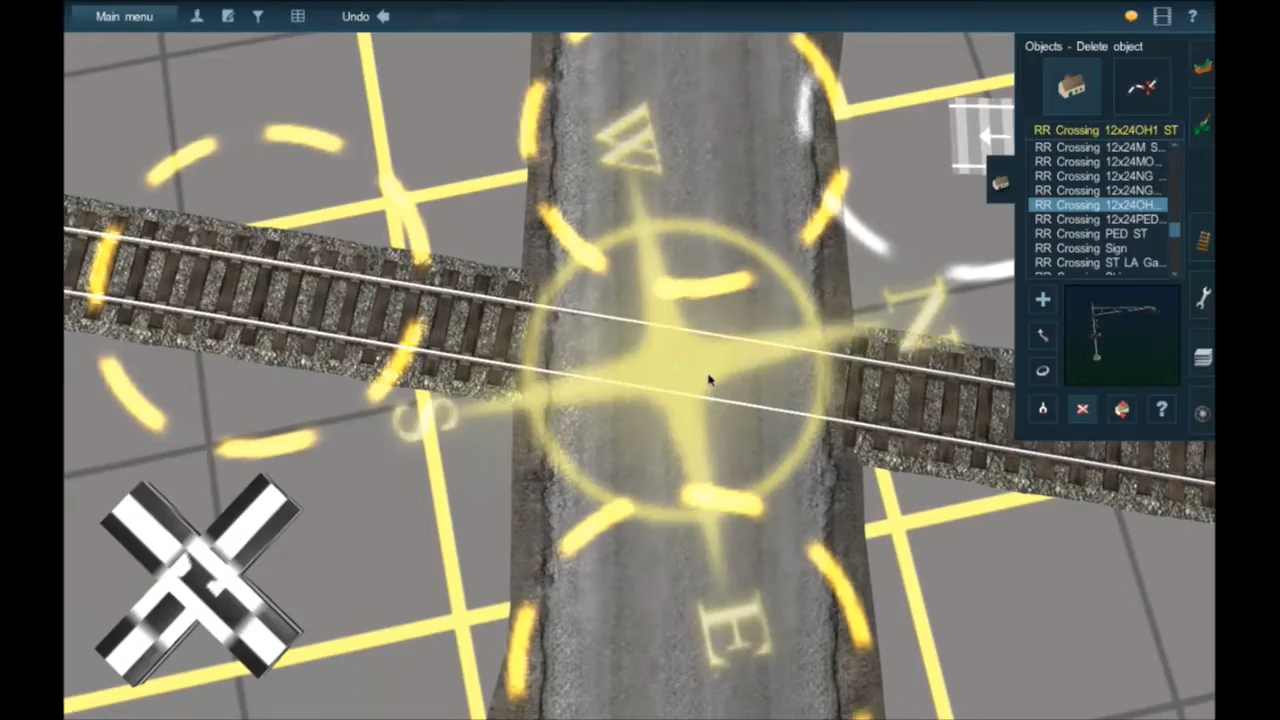 Main menu
Undo
?
Objects - Delete object
RR Crossing 12x24OH1 ST
RR Crossing 12x24M S...
RR Crossing 12x24MO...
RR Crossing 12x24NG ...
RR Crossing 12x24NG...
RR Crossing 12x24OH...
RR Crossing 12x24PED...
RR Crossing PED ST
RR Crossing Sign
RR Crossing ST LA Ga...
?
W
N
S
E